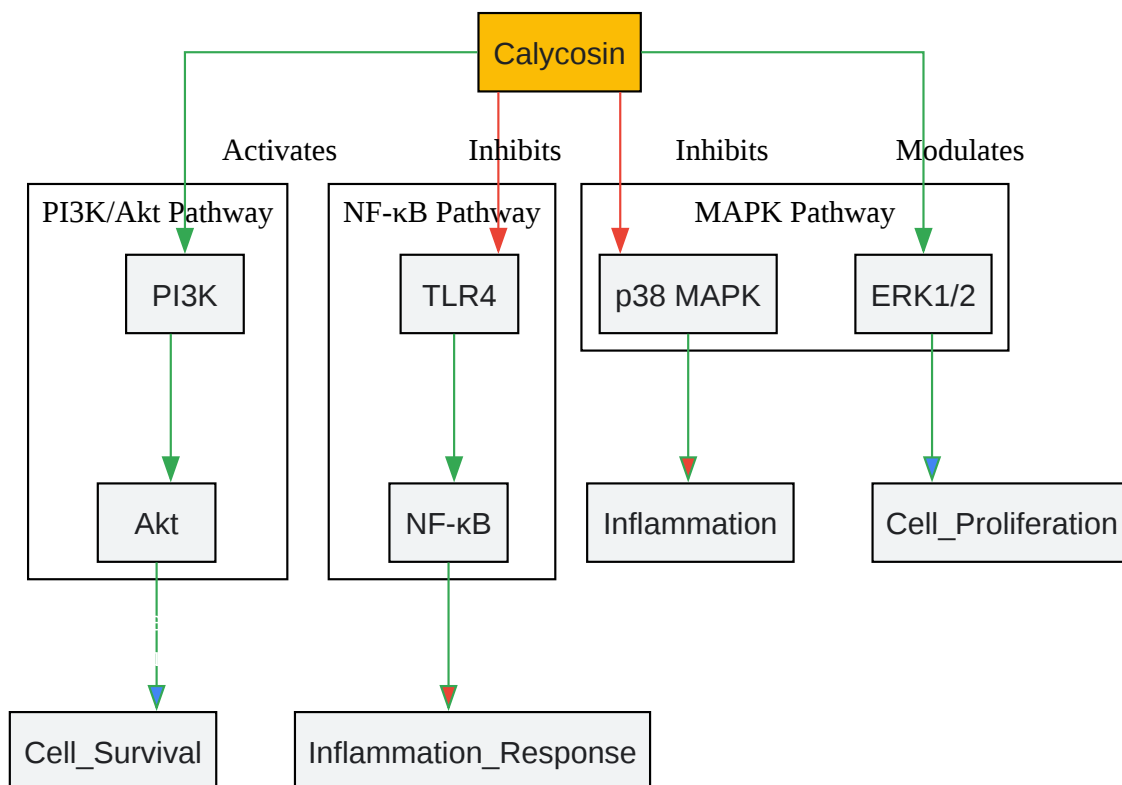 Calycosin
Activates
Inhibits
Inhibits
Modulates
PI3K/Akt Pathway
NF-κB Pathway
MAPK Pathway
PI3K
TLR4
p38 MAPK
ERK1/2
Akt
NF-κB
Inflammation
Cell_Proliferation
Cell_Survival
Inflammation_Response